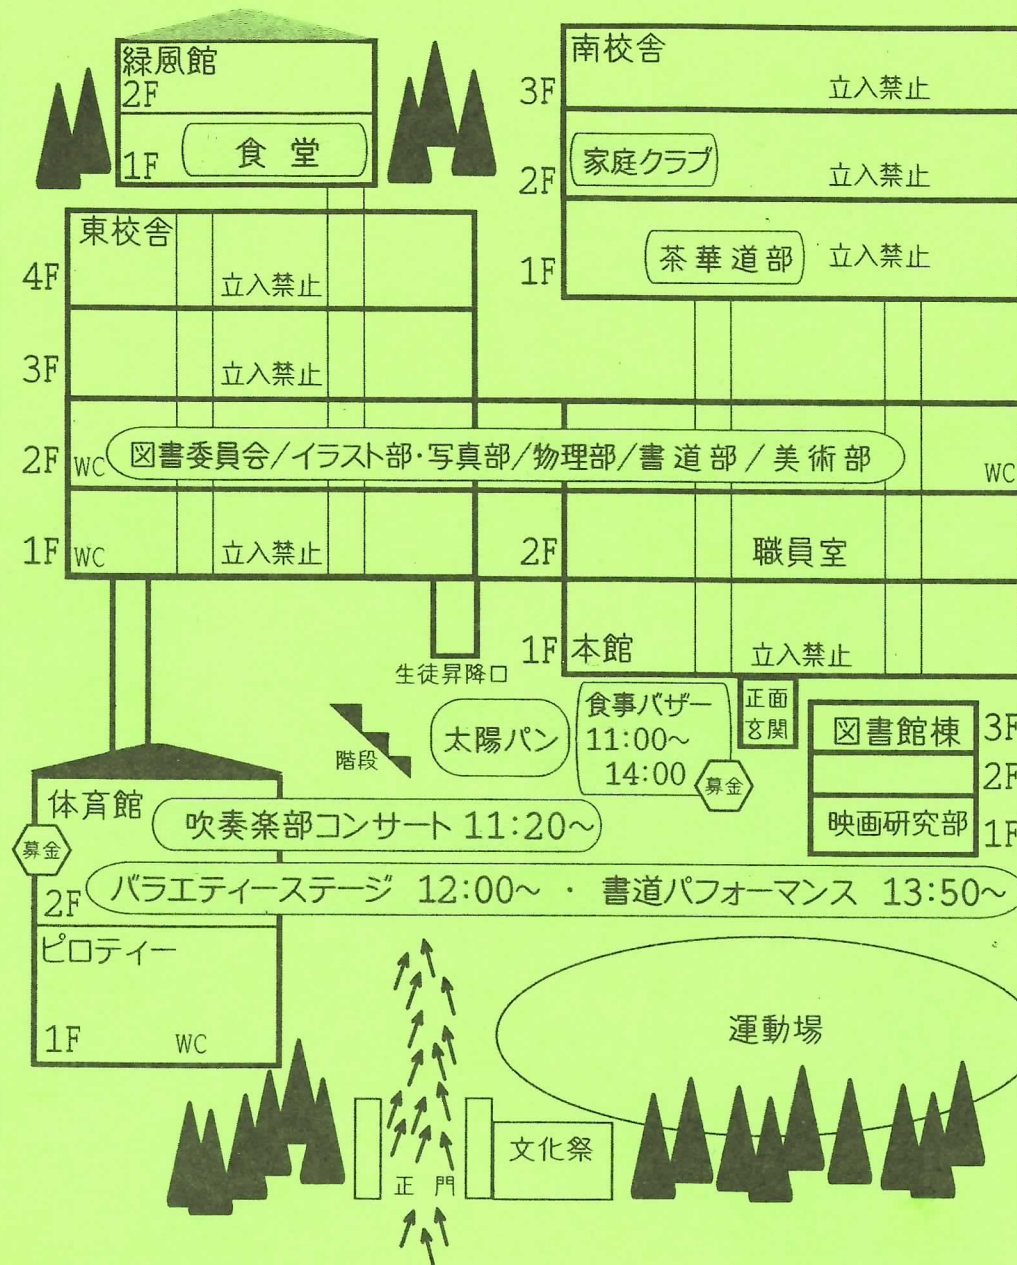 緑風館
2F
1F
食堂
南校舎
3F
立入禁止
2F
家庭クラブ
立入禁止
1F
茶華道部
立入禁止
東校舎
4F
立入禁止
3F
立入禁止
2F
WC
図書委員会/イラスト部・写真部/物理部/書道部/美術部
WC
1F
WC
立入禁止
2F
職員室
1F
本館
立入禁止
生徒昇降口
階段
太陽パン
食事バザー
11:00~
14:00
募金
正面
玄関
図書館棟
3F
2F
映画研究部
1F
体育館
吹奏楽部コンサート 11:20~
募金
2F
バラエティーステージ 12:00~ ・ 書道パフォーマンス 13:50~
ピロティー
1F
WC
運動場
文化祭
正門